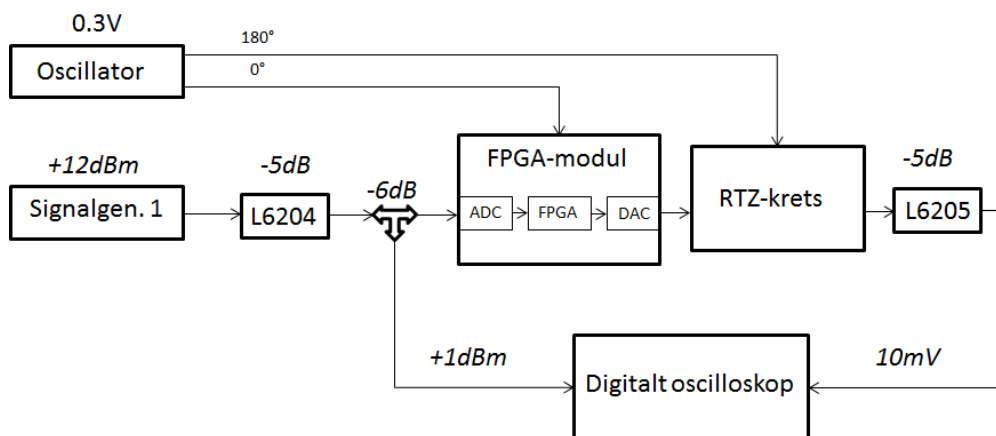 0.3V
Oscillator
180°
0°
+12dBm
Signalgen. 1
-5dB
L6204
-6dB
FPGA-modul
ADC
FPGA
DAC
RTZ-krets
-5dB
L6205
+1dBm
Digitalt oscilloskop
10mV